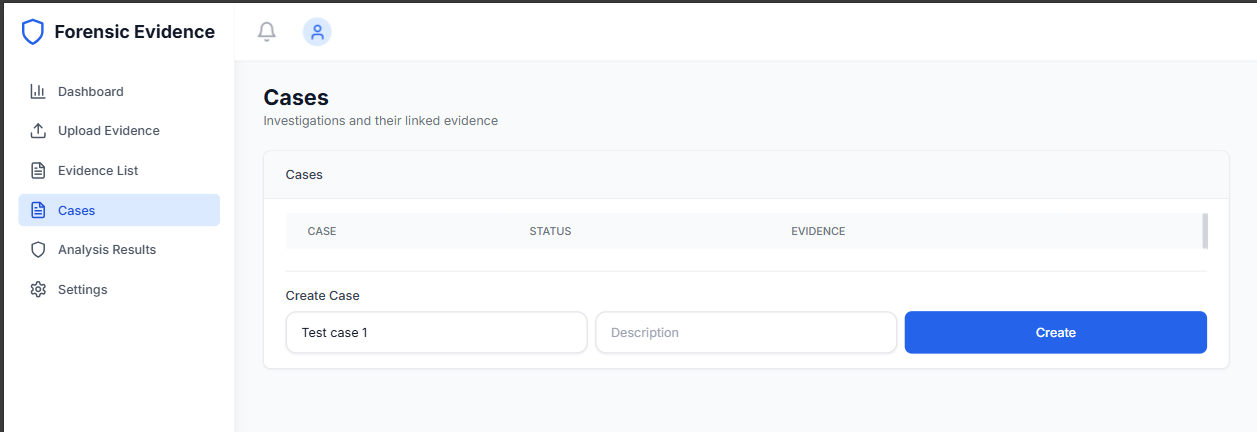 Forensic Evidence
Dashboard
Upload Evidence
Evidence List
Cases
Analysis Results
Settings
Cases
Investigations and their linked evidence
Cases
CASE STATUS EVIDENCE
Create Case
Test case 1 Description Create